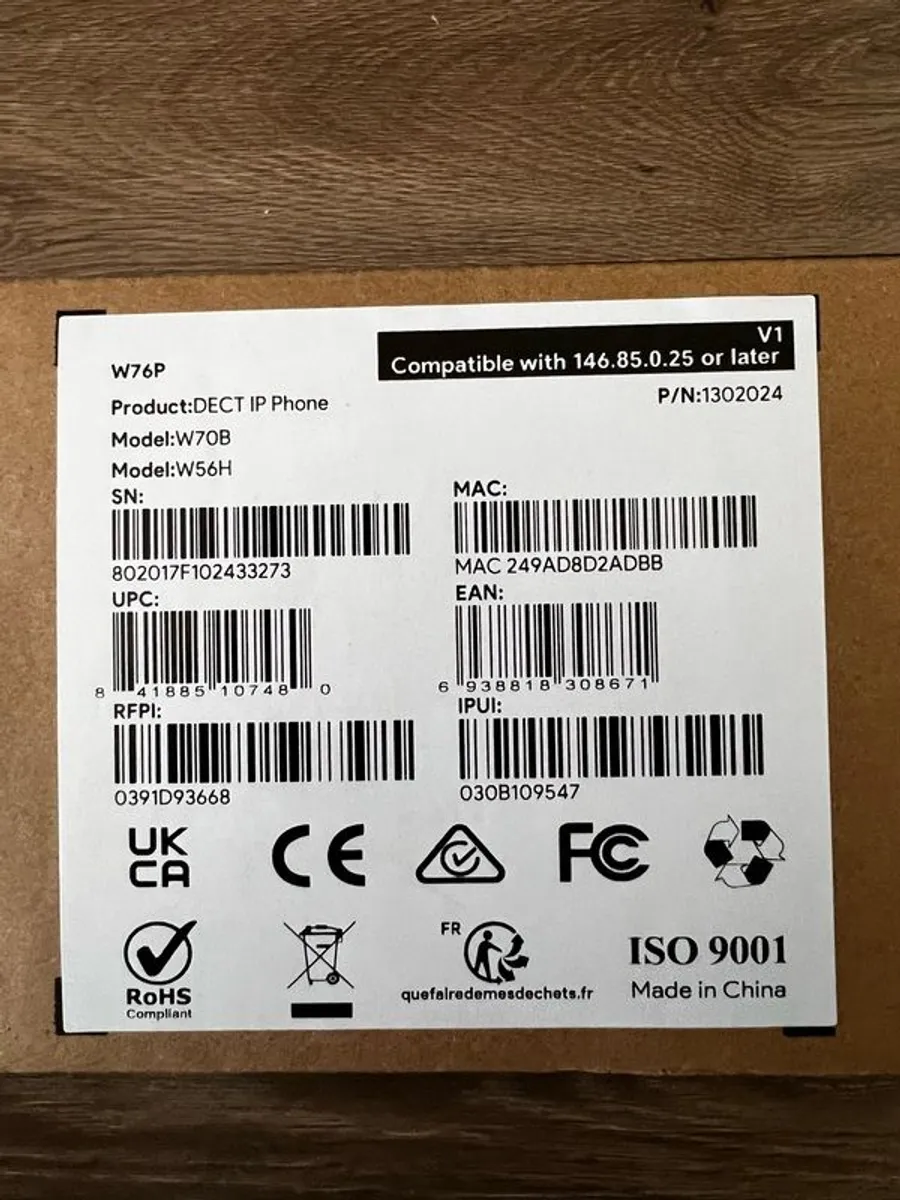 V1
Compatible with 146.85.0.25 or later
W76P
P/N:1302024
Product:DECT IP Phone
Model:W70B
Model:W56H
SN:
802017F102433273
MAC:
MAC 249AD8D2ADBB
UPC:
8 41885 10748 0
EAN:
6 938818 308671
RFPI:
0391D93668
IPUI:
030B109547
UK
CA
CE
FC
RoHS
Compliant
FR
quefairedemesdechets.fr
ISO 9001
Made in China